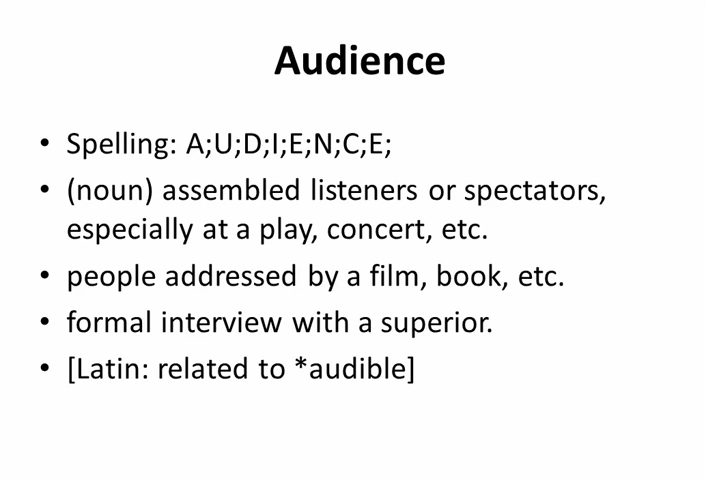 Audience
• Spelling: A;U;D;I;E;N;C;E;
• (noun) assembled listeners or spectators,
especially at a play, concert, etc.
• people addressed by a film, book, etc.
• formal interview with a superior.
• [Latin: related to *audible]